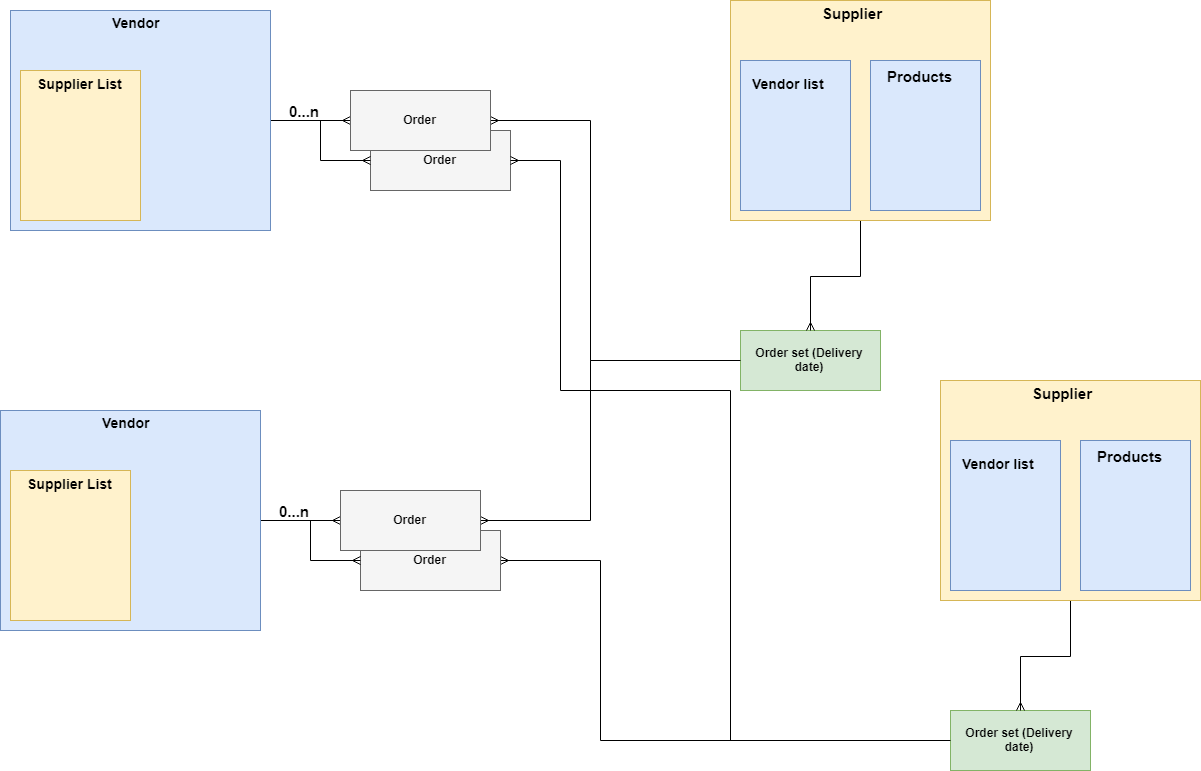 Vendor
Supplier List
0...n
Order
Order
Supplier
Vendor list
Products
Order set (Delivery
date)
Vendor
Supplier List
0...n
Order
Order
Supplier
Vendor list
Products
Order set (Delivery
date)